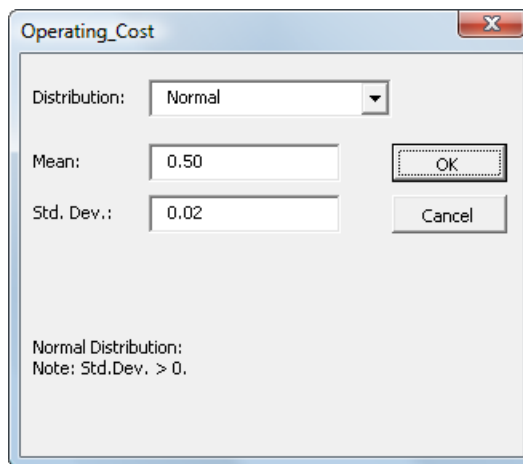 Operating_Cost
Distribution: Normal
Mean: 0.50 OK
Std. Dev.: 0.02 Cancel
Normal Distribution:
Note: Std.Dev. > 0.